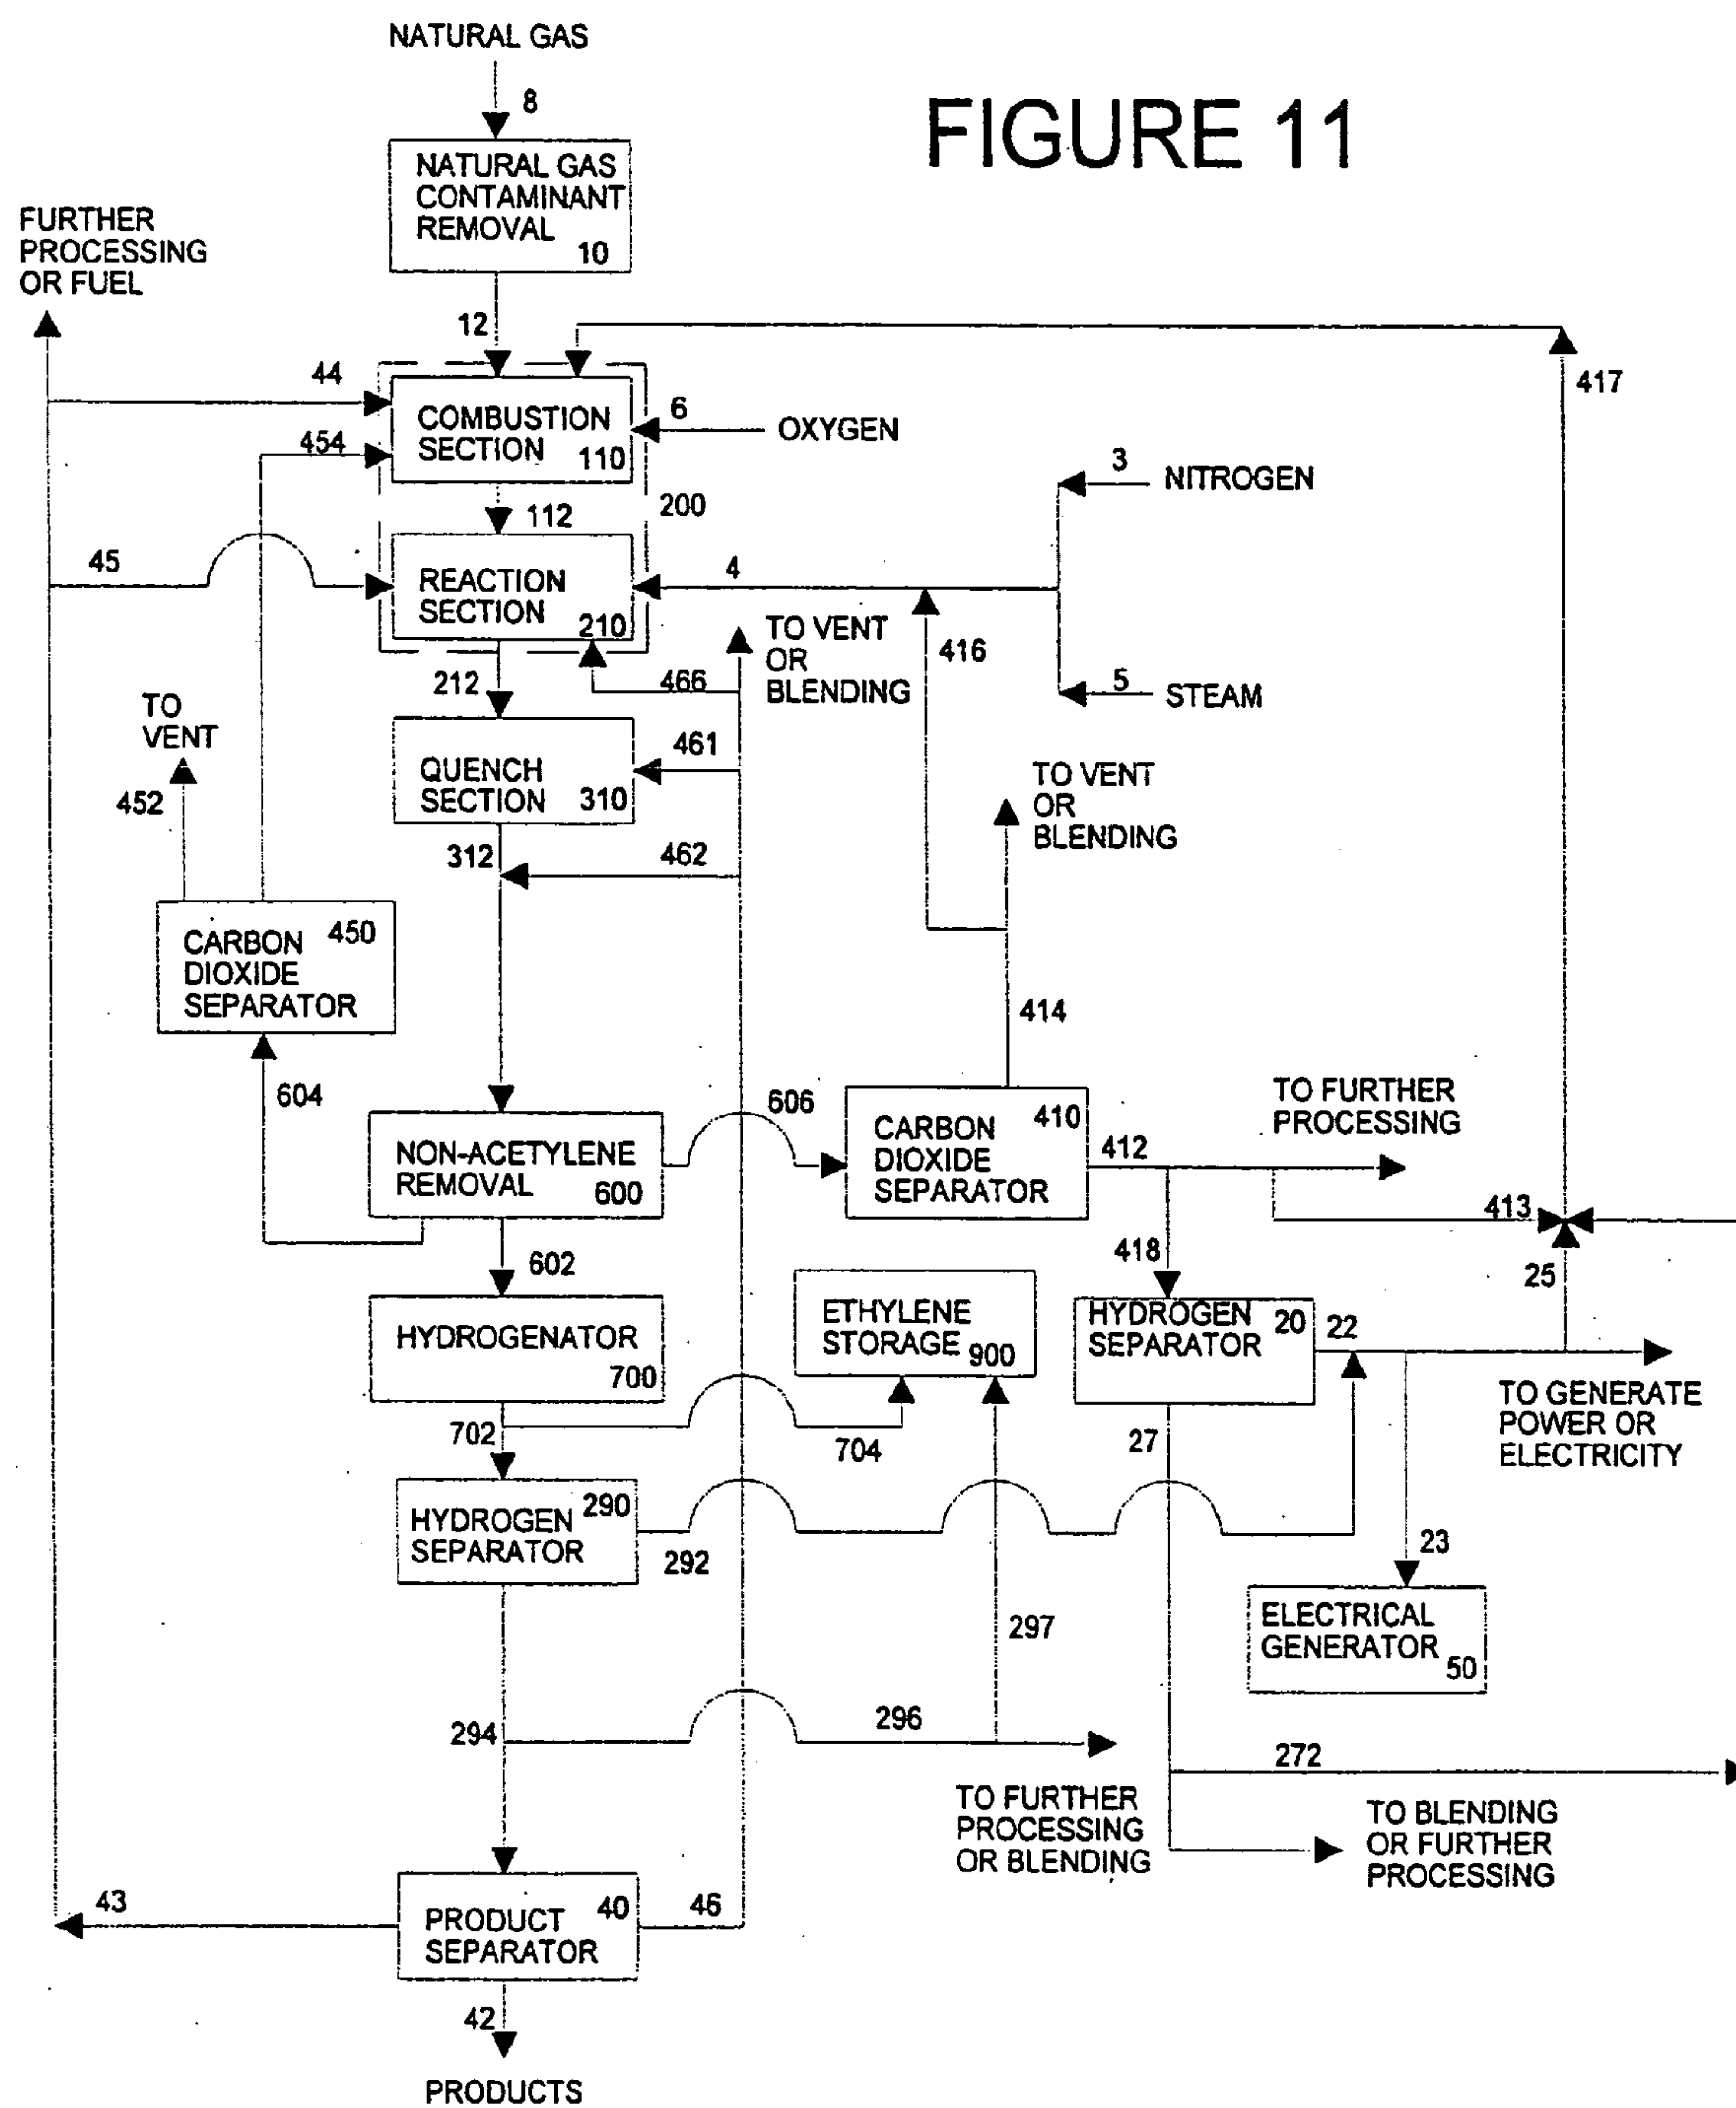 NATURAL GAS
8
FIGURE 11
NATURAL GAS
CONTAMINANT
REMOVAL
10
FURTHER
PROCESSING
OR FUEL
12
417
44
COMBUSTION
SECTION
110
6
OXYGEN
454
3
NITROGEN
112
200
45
REACTION
SECTION
210
4
TO VENT
OR
BLENDING
416
212
466
5
STEAM
TO
VENT
452
QUENCH
SECTION
310
461
TO VENT
OR
BLENDING
312
462
CARBON
DIOXIDE
SEPARATOR
450
414
604
606
TO FURTHER
PROCESSING
NON-ACETYLENE
REMOVAL
600
CARBON
DIOXIDE
SEPARATOR
410
412
413
418
25
602
HYDROGENATOR
700
ETHYLENE
STORAGE
900
HYDROGEN
SEPARATOR
20
22
TO GENERATE
POWER OR
ELECTRICITY
702
704
27
HYDROGEN
SEPARATOR
290
292
23
297
ELECTRICAL
GENERATOR
50
294
296
272
TO FURTHER
PROCESSING
OR BLENDING
TO BLENDING
OR FURTHER
PROCESSING
43
PRODUCT
SEPARATOR
40
46
42
PRODUCTS